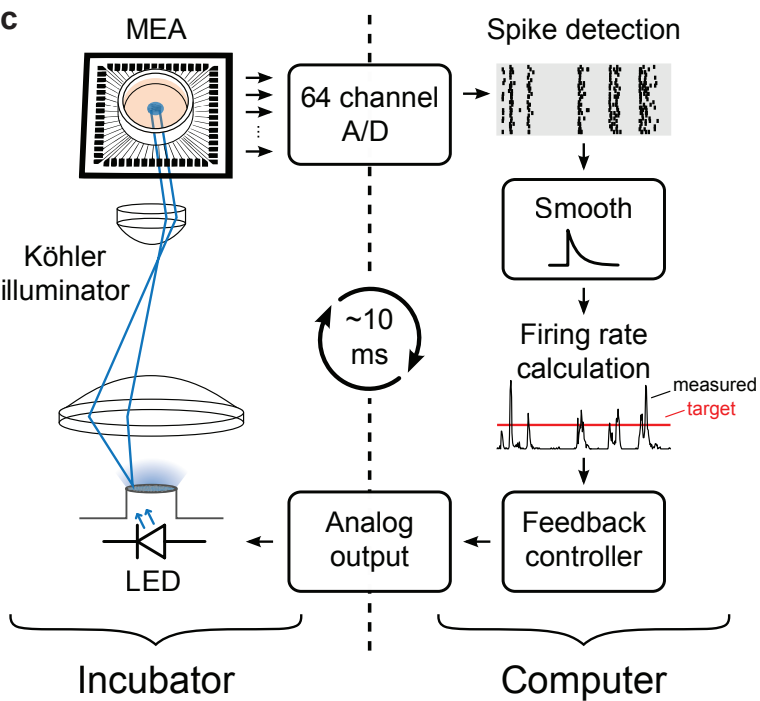 c
MEA
64 channel
A/D
Spike detection
Smooth
Köhler
illuminator
~10
ms
Firing rate
calculation
measured
target
Analog
output
Feedback
controller
LED
Incubator
Computer